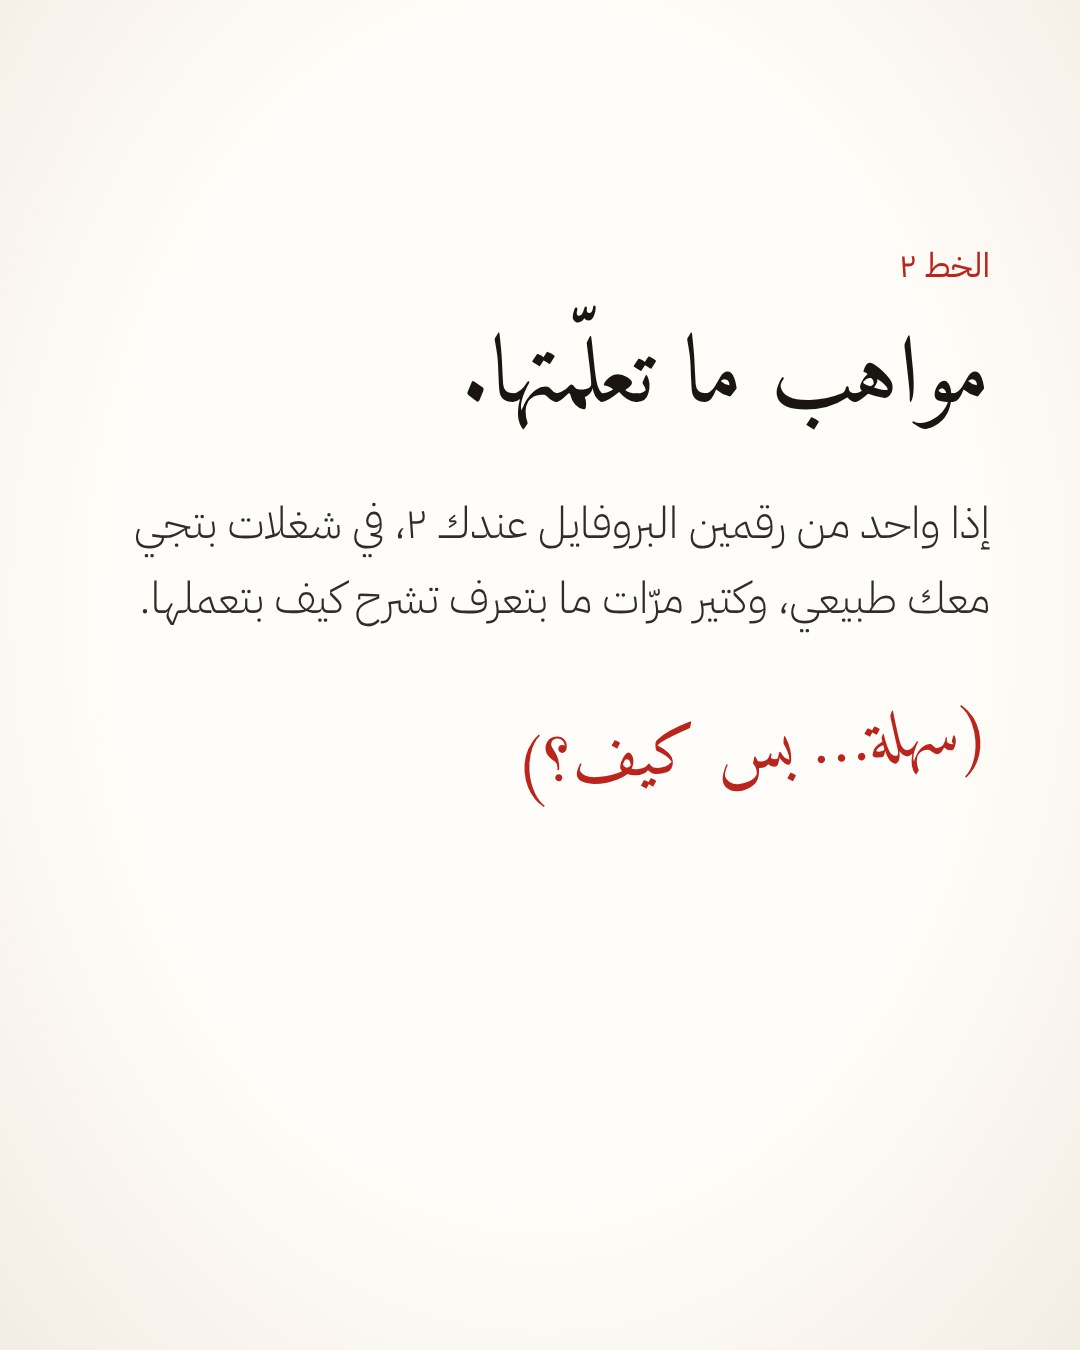 الخط ٢
مواهب ما تعلّمتها.
إذا واحد من رقمين البروفايل عندك ٢، في شغلات بتجي
معك طبيعي، وكتير مرّات ما بتعرف تشرح كيف بتعملها.
(سهلة... بس كيف؟)